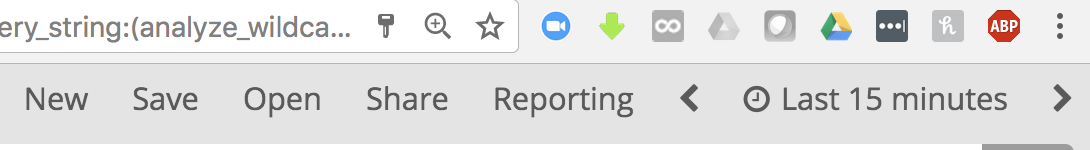 ery_string:(analyze_wildca... ABP
New Save Open Share Reporting Last 15 minutes